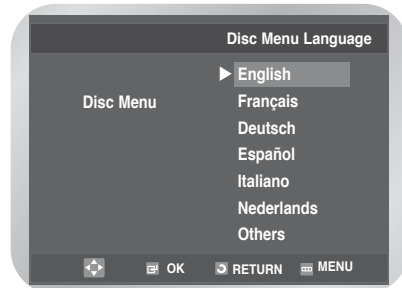 Disc Menu Language
English
Disc Menu Français
Deutsch
Español
Italiano
Nederlands
Others
OK RETURN MENU